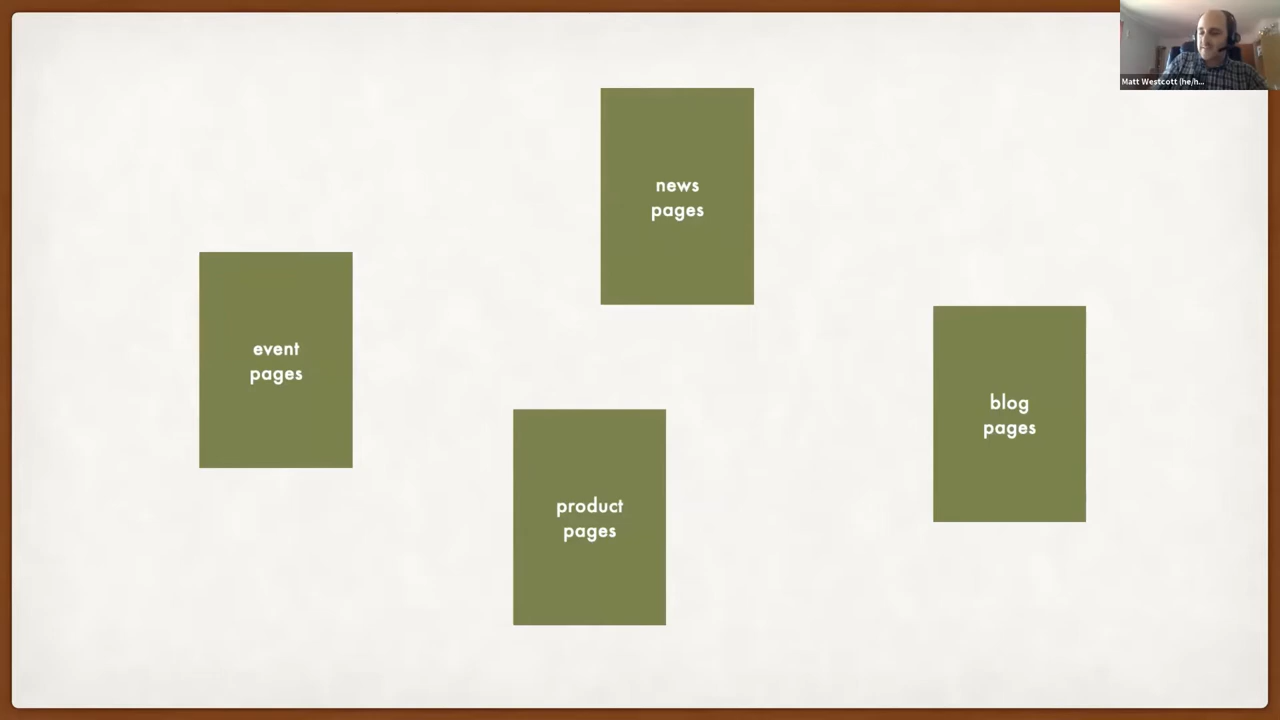 Matt Westcott (he/h...
news
pages
event
pages
blog
pages
product
pages